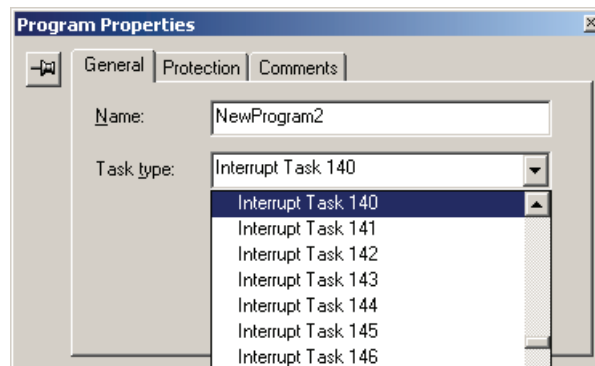 Program Properties
General Protection Comments
Name: NewProgram2
Task type: Interrupt Task 140
Interrupt Task 140
Interrupt Task 141
Interrupt Task 142
Interrupt Task 143
Interrupt Task 144
Interrupt Task 145
Interrupt Task 146